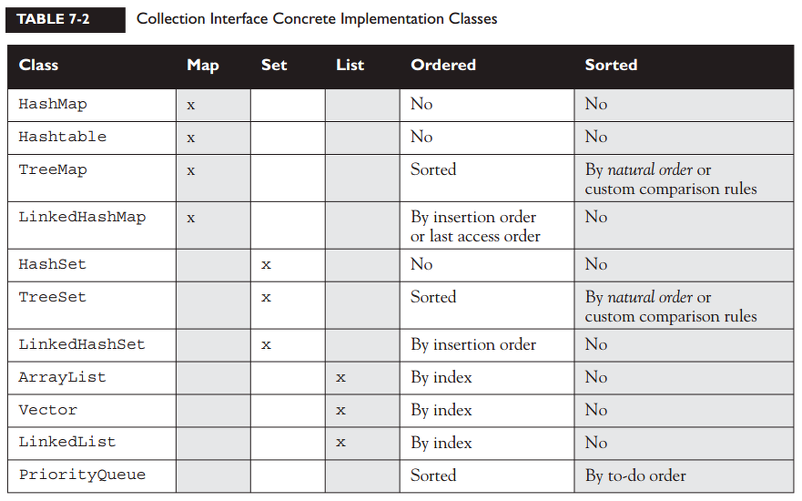 TABLE 7-2 Collection Interface Concrete Implementation Classes
Class Map Set List Ordered Sorted
HashMap x No No
Hashtable x No No
TreeMap x Sorted By natural order or
custom comparison rules
LinkedHashMap x By insertion order No
or last access order
HashSet x No No
TreeSet x Sorted By natural order or
custom comparison rules
LinkedHashSet x By insertion order No
ArrayList x By index No
Vector x By index No
LinkedList x By index No
PriorityQueue Sorted By to-do order